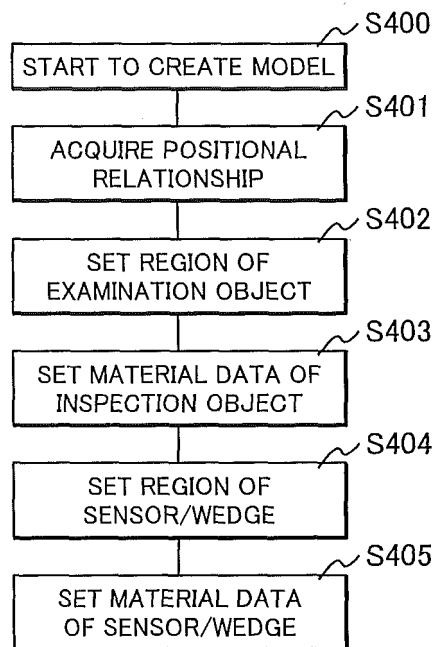 S400
START TO CREATE MODEL
S401
ACQUIRE POSITIONAL
RELATIONSHIP
S402
SET REGION OF
EXAMINATION OBJECT
S403
SET MATERIAL DATA OF
INSPECTION OBJECT
S404
SET REGION OF
SENSOR/WEDGE
S405
SET MATERIAL DATA
OF SENSOR/WEDGE